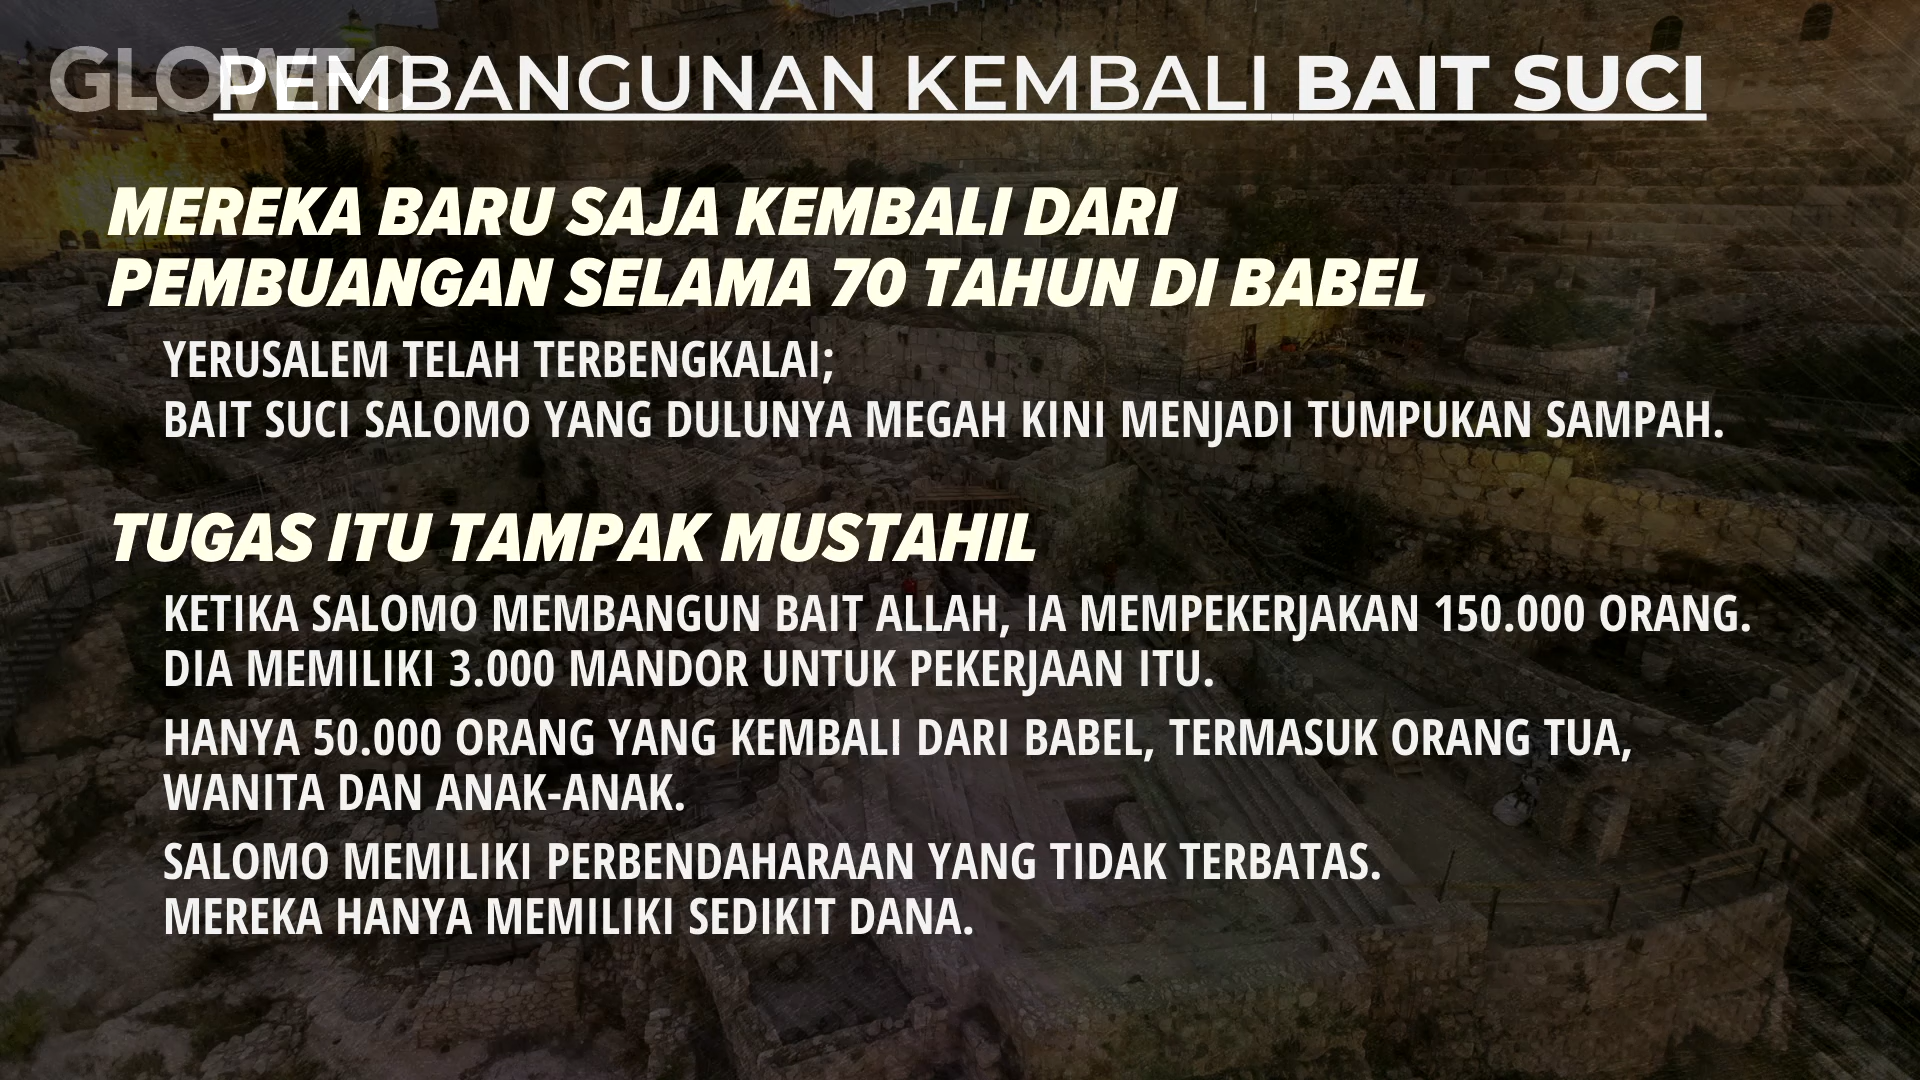 GLOWTC
PEMBANGUNAN KEMBALI BAIT SUCI
MEREKA BARU SAJA KEMBALI DARI
PEMBUANGAN SELAMA 70 TAHUN DI BABEL
YERUSALEM TELAH TERBENGKALAI;
BAIT SUCI SALOMO YANG DULUNYA MEGAH KINI MENJADI TUMPUKAN SAMPAH.
TUGAS ITU TAMPAK MUSTAHIL
KETIKA SALOMO MEMBANGUN BAIT ALLAH, IA MEMPEKERJAKAN 150.000 ORANG.
DIA MEMILIKI 3.000 MANDOR UNTUK PEKERJAAN ITU.
HANYA 50.000 ORANG YANG KEMBALI DARI BABEL, TERMASUK ORANG TUA,
WANITA DAN ANAK-ANAK.
SALOMO MEMILIKI PERBENDAHARAAN YANG TIDAK TERBATAS.
MEREKA HANYA MEMILIKI SEDIKIT DANA.